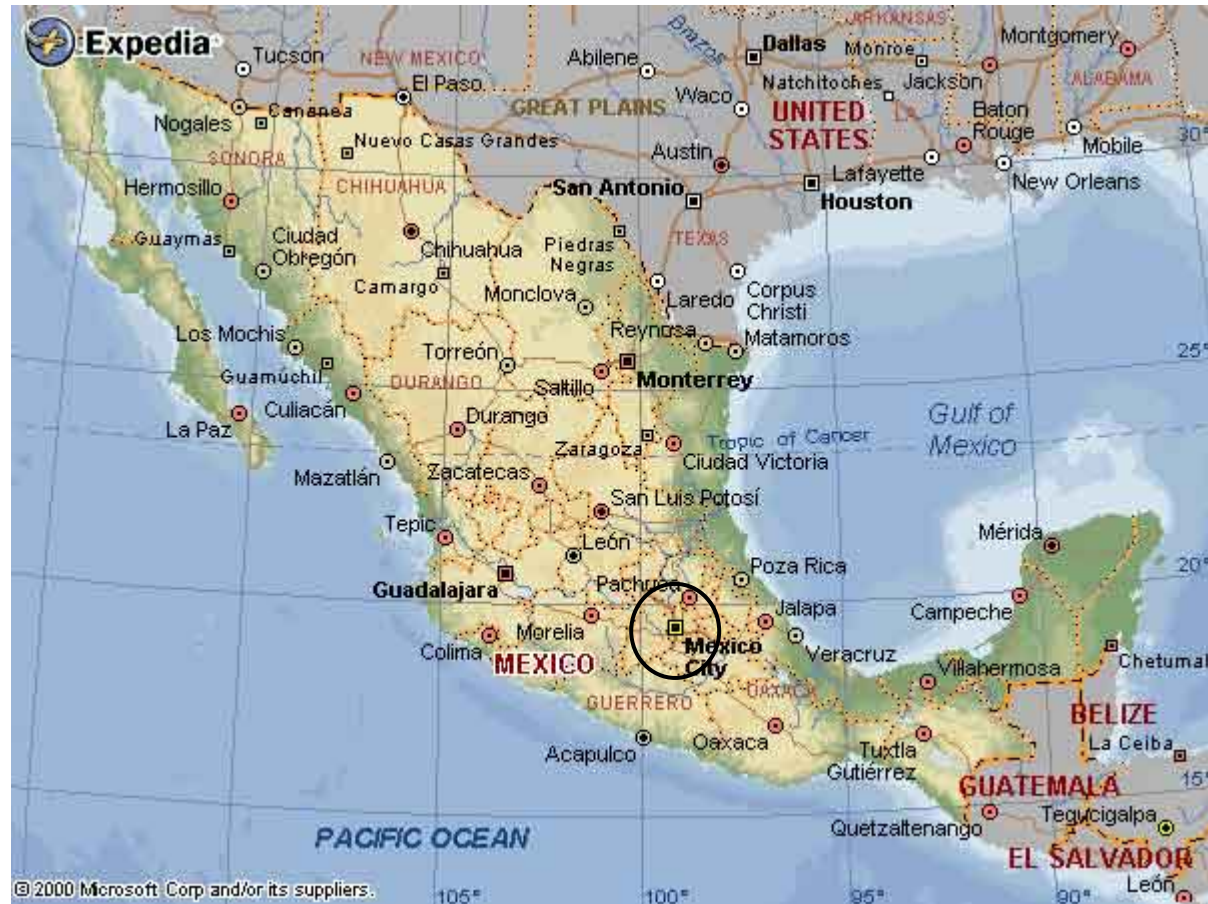 Expedia
Tucson
NEW MEXICO
Abilene
Brazos
Dallas
Monroe
ARKANSAS
Montgomery
El Paso
GREAT PLAINS
Waco
Natchitoches
Jackson
ALABAMA
Nogales
Cananea
UNITED
STATES
LA
Baton
Rouge
Mobile
30°
SONORA
Nuevo Casas Grandes
Austin
Lafayette
New Orleans
Hermosillo
CHIHUAHUA
San Antonio
Houston
Guaymas
Ciudad
Obregón
Chihuahua
Piedras
Negras
TEXAS
Camargo
Monclova
Laredo
Corpus
Christi
Los Mochis
Torreón
Reynosa
Matamoros
25°
Guamúchil
DURANGO
Saltillo
Monterrey
La Paz
Culiacán
Durango
Gulf of
Mexico
Zaragoza
Tropic of Cancer
Ciudad Victoria
Mazatlán
Zacatecas
San Luis Potosí
Tepic
León
Mérida
Guadalajara
Pachuca
Poza Rica
20°
Colima
Morelia
Jalapa
Campeche
MEXICO
México
City
Veracruz
Villahermosa
Chetumal
GUERRERO
OAXACA
BELIZE
Acapulco
Oaxaca
Tuxtla
Gutiérrez
La Ceiba
GUATEMALA
15°
PACIFIC OCEAN
Quetzaltenango
Tegucigalpa
EL SALVADOR
León
© 2000 Microsoft Corp and/or its suppliers.
105°
100°
95°
90°